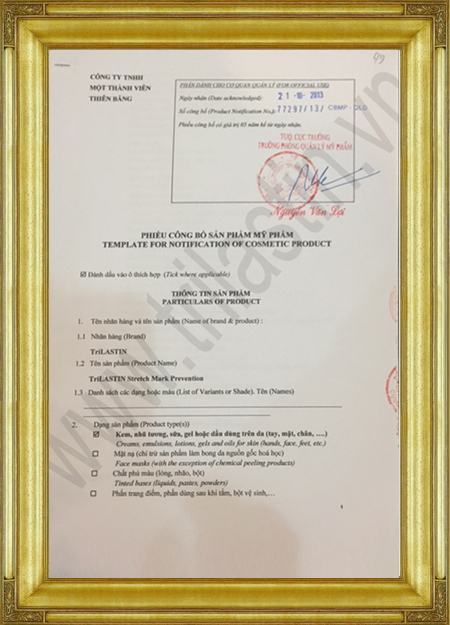 49
CÔNG TY TNHH
MỘT THÀNH VIÊN
THIÊN BĂNG
PHẦN DÀNH CHO CƠ QUAN QUẢN LÝ (FOR OFFICIAL USE)
Ngày nhận (Date acknowledged): 21-10-2013
Số công bố (Product Notification No.): 77297/13/CBMP-QLD
Phiếu công bố có giá trị 05 năm kể từ ngày nhận.
TUQ. CỤC TRƯỞNG
TRƯỞNG PHÒNG QUẢN LÝ MỸ PHẨM
Nguyễn Văn Lợi
PHIẾU CÔNG BỐ SẢN PHẨM MỸ PHẨM
TEMPLATE FOR NOTIFICATION OF COSMETIC PRODUCT
☑ Đánh dấu vào ô thích hợp (Tick where applicable)
THÔNG TIN SẢN PHẨM
PARTICULARS OF PRODUCT
1. Tên nhãn hàng và tên sản phẩm (Name of brand & product) :
1.1 Nhãn hàng (Brand)
TriLASTIN
1.2 Tên sản phẩm (Product Name)
TriLASTIN Stretch Mark Prevention
1.3 Danh sách các dạng hoặc màu (List of Variants or Shade). Tên (Names)
2. Dạng sản phẩm (Product type(s))
☑ Kem, nhũ tương, sữa, gel hoặc dầu dùng trên da (tay, mặt, chân, ….)
Creams, emulsions, lotions, gels and oils for skin (hands, face, feet, etc.)
☐ Mặt nạ (chỉ trừ sản phẩm làm bong da nguồn gốc hoá học)
Face masks (with the exception of chemical peeling products)
☐ Chất phủ màu (lỏng, nhão, bột)
Tinted bases (liquids, pastes, powders)
☐ Phấn trang điểm, phấn dùng sau khi tắm, bột vệ sinh,…
1
www.trilastin.vn